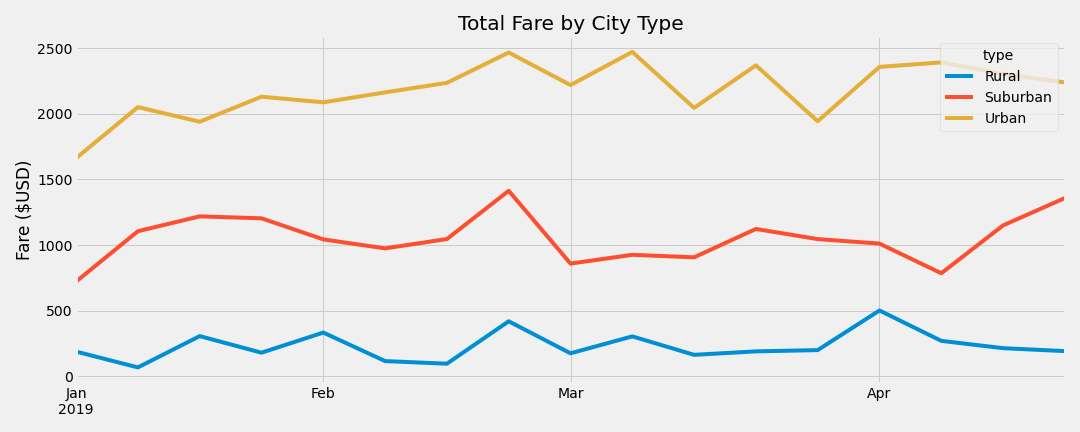 Total Fare by City Type
Fare ($USD)
2500
2000
1500
1000
500
0
type
Rural
Suburban
Urban
Jan
2019
Feb
Mar
Apr